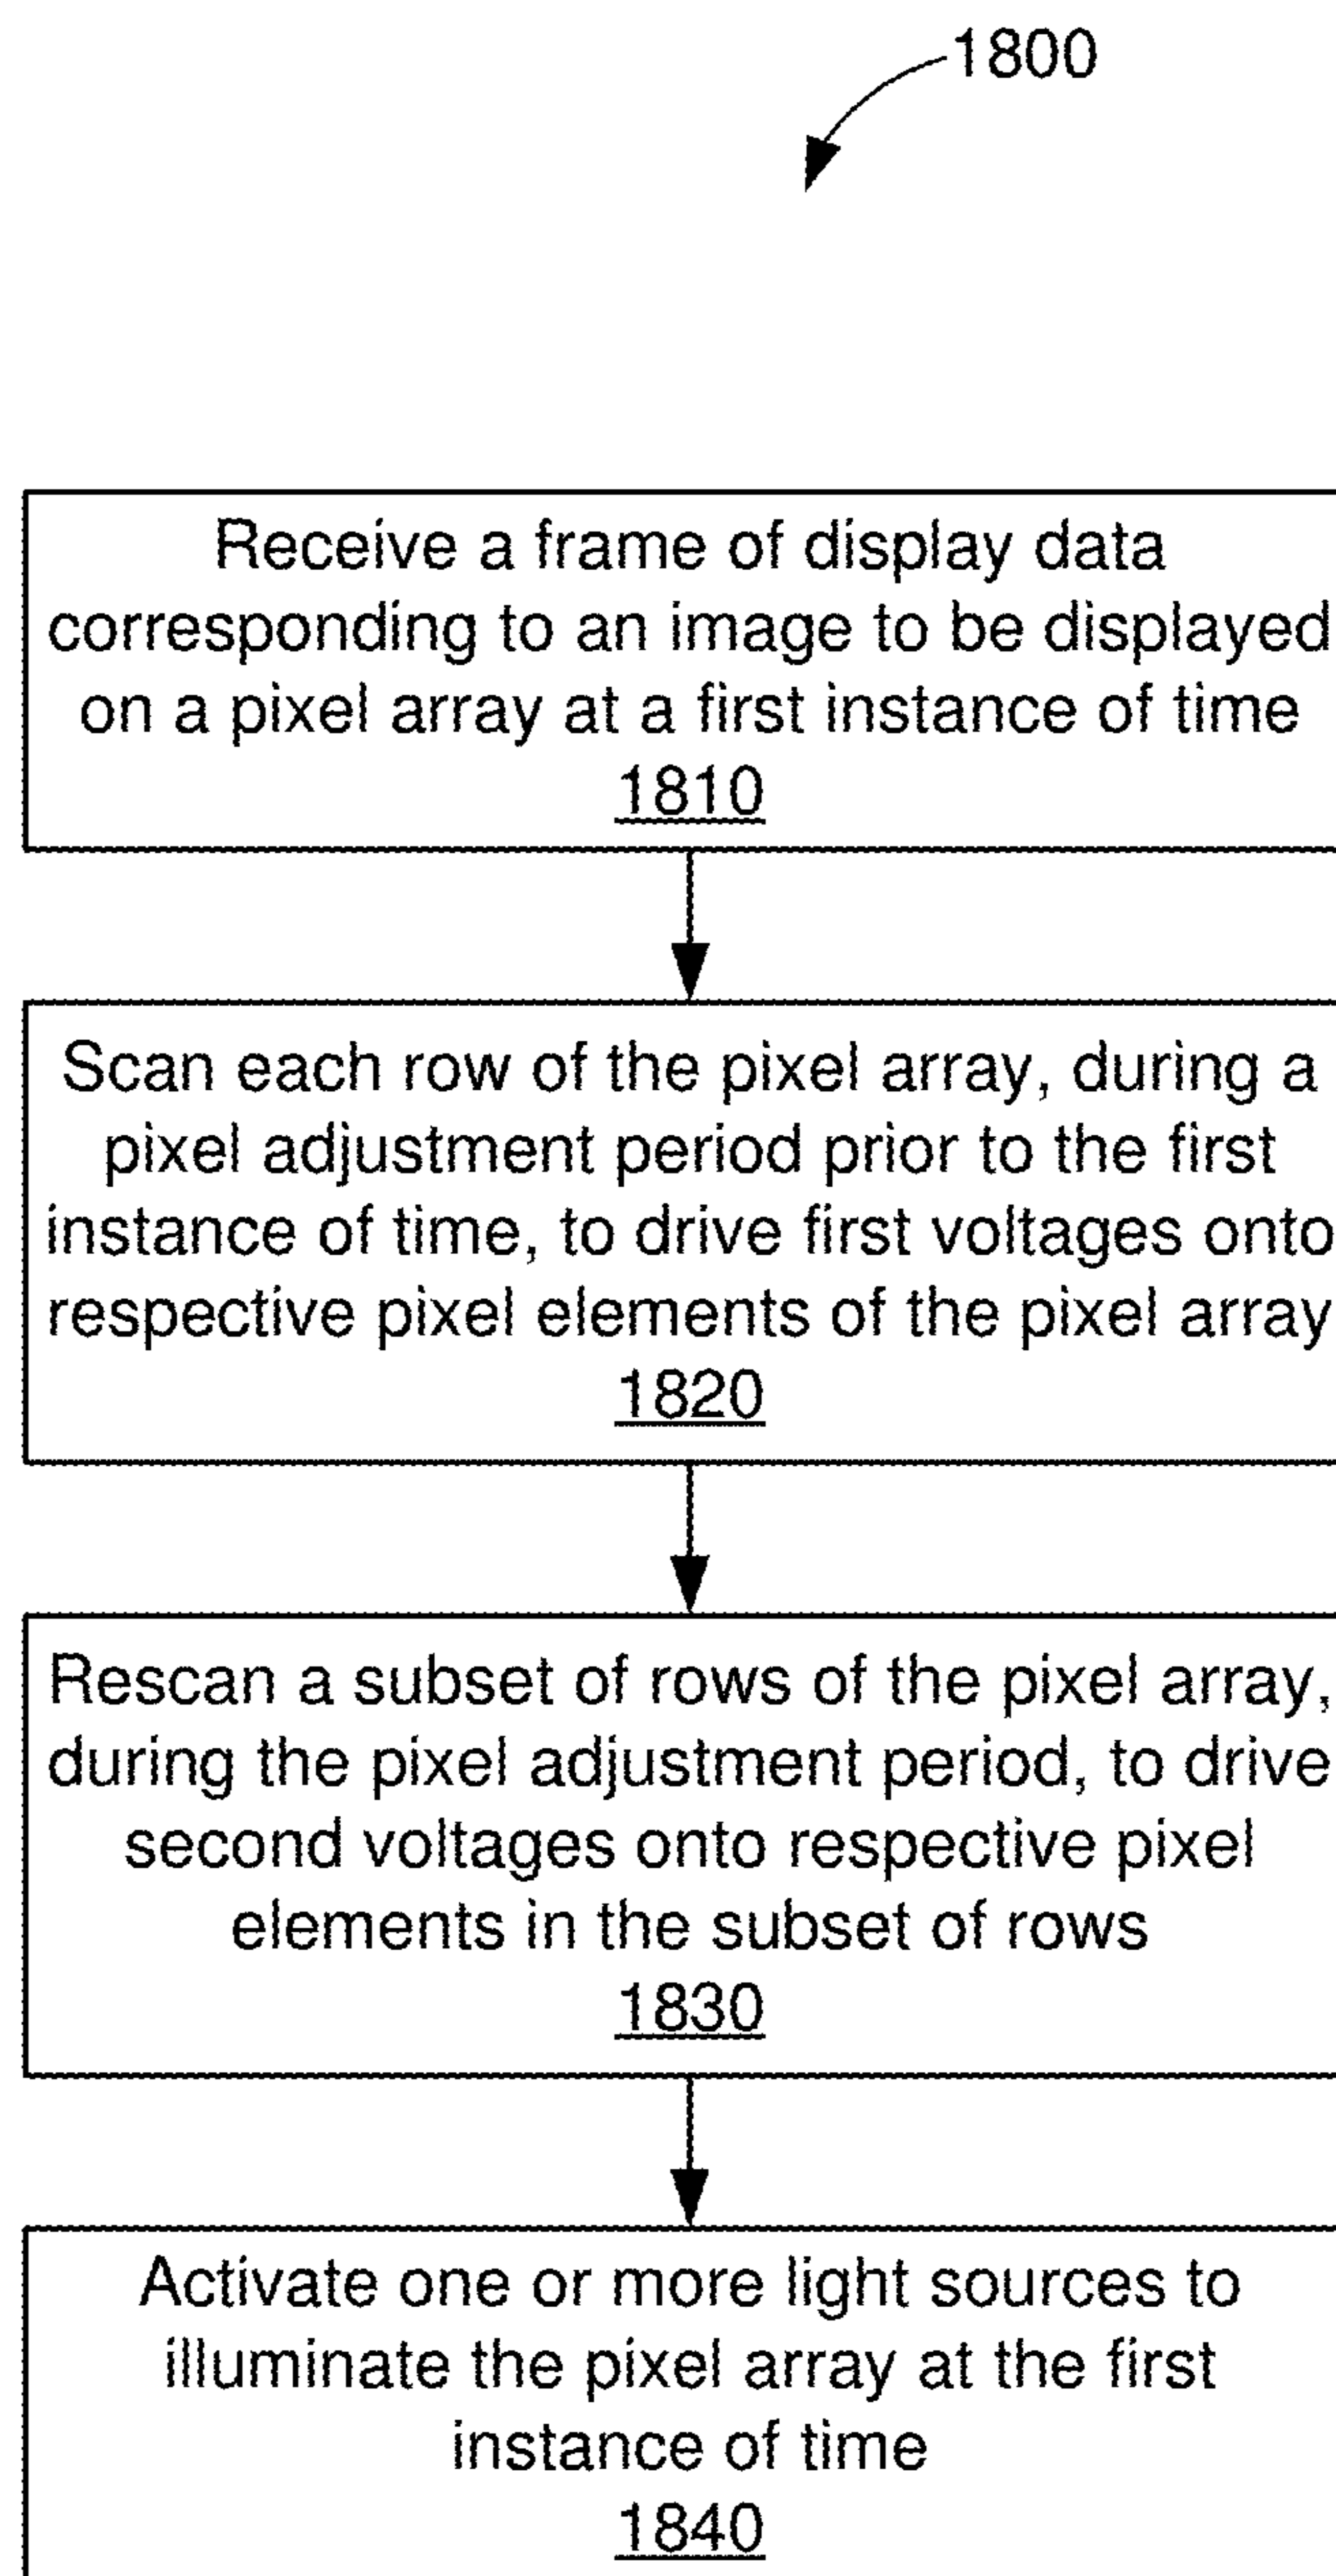 1800
Receive a frame of display data
corresponding to an image to be displayed
on a pixel array at a first instance of time
1810
Scan each row of the pixel array, during a
pixel adjustment period prior to the first
instance of time, to drive first voltages onto
respective pixel elements of the pixel array
1820
Rescan a subset of rows of the pixel array,
during the pixel adjustment period, to drive
second voltages onto respective pixel
elements in the subset of rows
1830
Activate one or more light sources to
illuminate the pixel array at the first
instance of time
1840